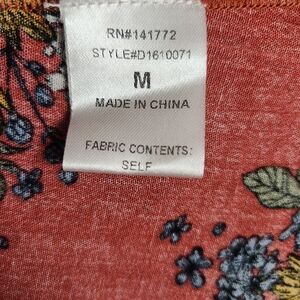 RN#141772
STYLE#D1610071
M
MADE IN CHINA
FABRIC CONTENTS:
SELF